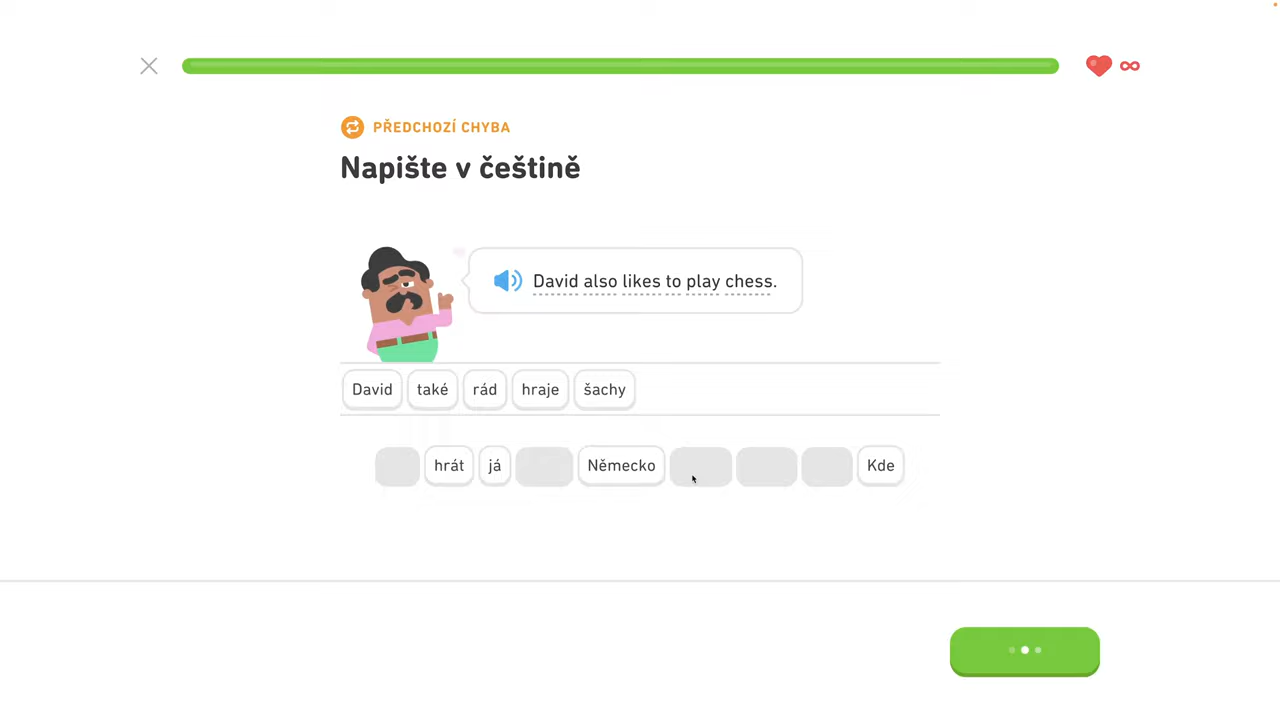 PŘEDCHOZÍ CHYBA
Napište v češtině
David also likes to play chess.
David také rád hraje šachy
hrát já Německo Kde